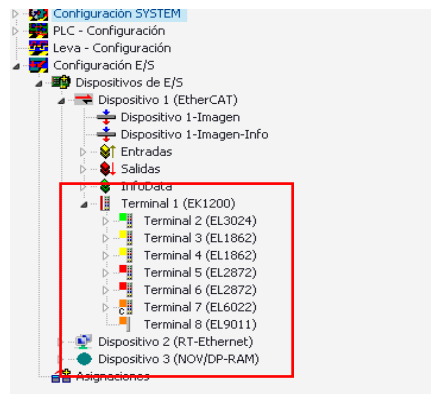 Configuración SYSTEM
PLC - Configuración
Leva - Configuración
Configuración E/S
Dispositivos de E/S
Dispositivo 1 (EtherCAT)
Dispositivo 1-Imagen
Dispositivo 1-Imagen-Info
Entradas
Salidas
InfoData
Terminal 1 (EK1200)
Terminal 2 (EL3024)
Terminal 3 (EL1862)
Terminal 4 (EL1862)
Terminal 5 (EL2872)
Terminal 6 (EL2872)
Terminal 7 (EL6022)
Terminal 8 (EL9011)
Dispositivo 2 (RT-Ethernet)
Dispositivo 3 (NOV/DP-RAM)
Asignaciones